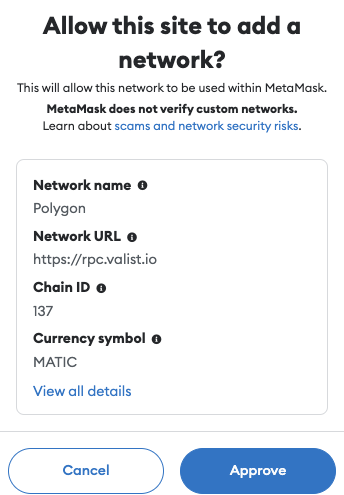 Allow this site to add a
network?
This will allow this network to be used within MetaMask.
MetaMask does not verify custom networks.
Learn about scams and network security risks.
Network name
Polygon
Network URL
https://rpc.valist.io
Chain ID
137
Currency symbol
MATIC
View all details
Cancel
Approve